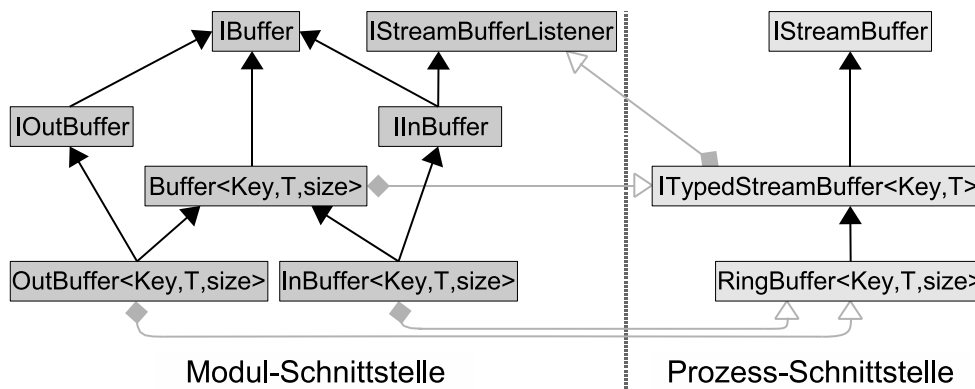 IBuffer
IStreamBufferListener
IStreamBuffer
IOutBuffer
IInBuffer
Buffer<Key,T,size>
ITypedStreamBuffer<Key,T>
OutBuffer<Key,T,size>
InBuffer<Key,T,size>
RingBuffer<Key,T,size>
Modul-Schnittstelle
Prozess-Schnittstelle